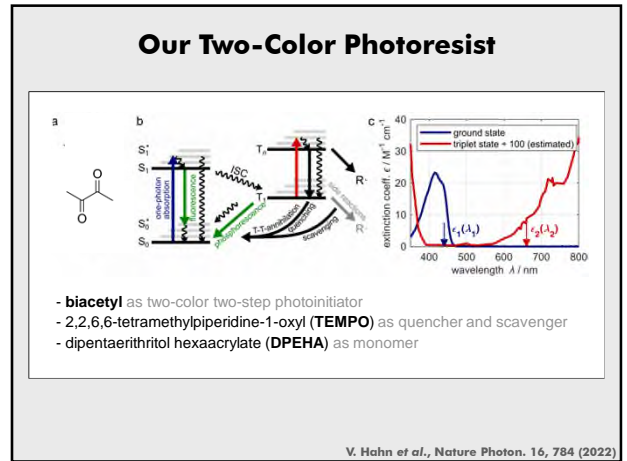 Our Two-Color Photoresist
a
b
c
O
O
S₁*
S₁
S₀*
S₀
one-photon
absorption
fluorescence
ISC
phosphorescence
Tₙ
T₁
R·
side reactions
R·
T-T-annihilation
quenching
scavenging
extinction coeff. ε / M⁻¹ cm⁻¹
40
30
20
10
0
ground state
triplet state ÷ 100 (estimated)
ε₁(λ₁)
ε₂(λ₂)
400
500
600
700
800
wavelength λ / nm
- biacetyl as two-color two-step photoinitiator
- 2,2,6,6-tetramethylpiperidine-1-oxyl (TEMPO) as quencher and scavenger
- dipentaerithritol hexaacrylate (DPEHA) as monomer
V. Hahn et al., Nature Photon. 16, 784 (2022)